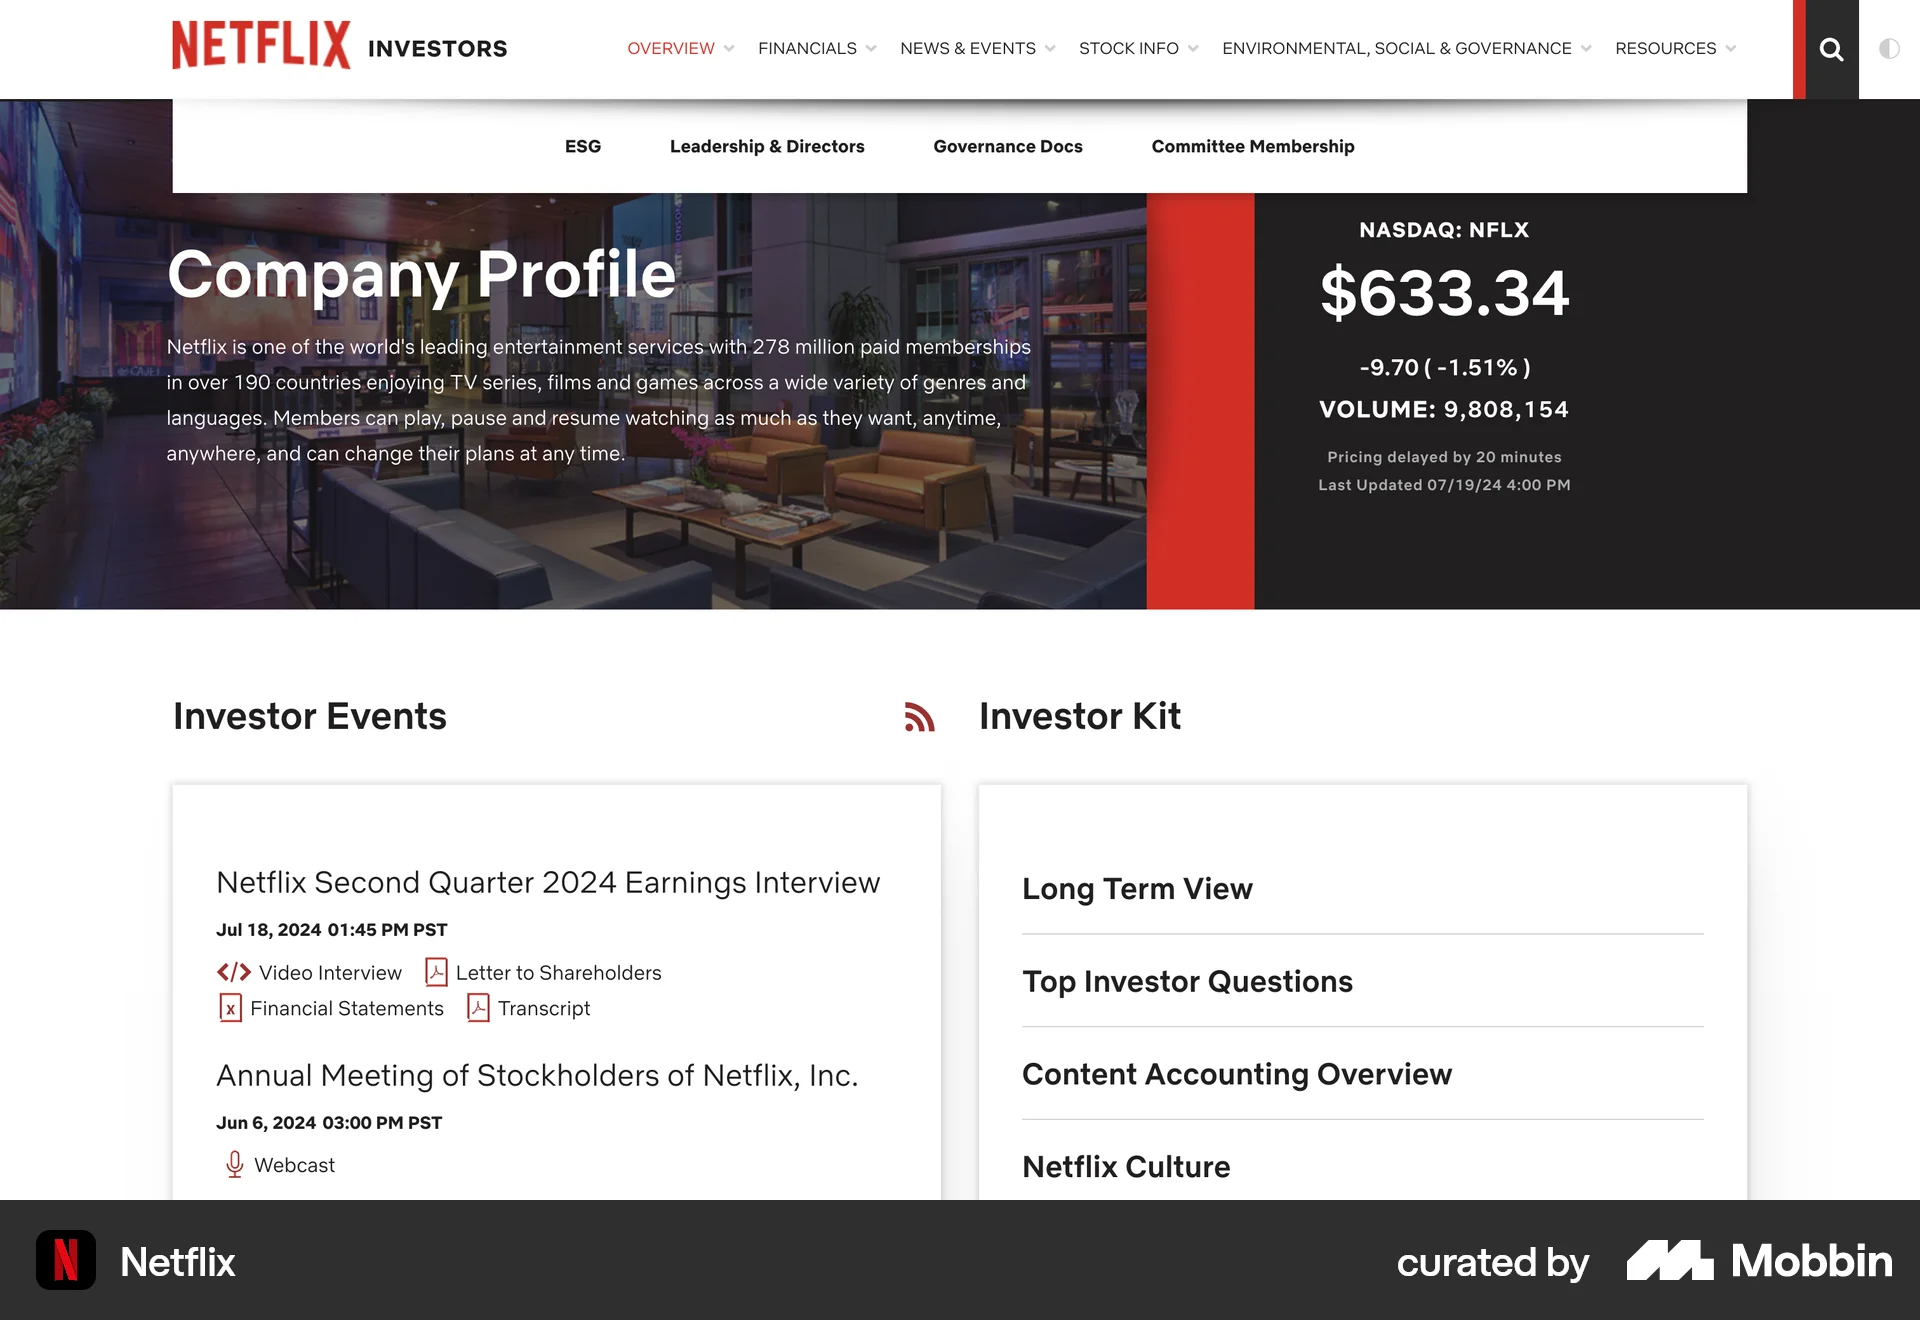 NETFLIX INVESTORS
OVERVIEW FINANCIALS NEWS & EVENTS STOCK INFO ENVIRONMENTAL, SOCIAL & GOVERNANCE RESOURCES
ESG Leadership & Directors Governance Docs Committee Membership
Company Profile
Netflix is one of the world's leading entertainment services with 278 million paid memberships
in over 190 countries enjoying TV series, films and games across a wide variety of genres and
languages. Members can play, pause and resume watching as much as they want, anytime,
anywhere, and can change their plans at any time.
NASDAQ: NFLX
$633.34
-9.70 ( -1.51% )
VOLUME: 9,808,154
Pricing delayed by 20 minutes
Last Updated 07/19/24 4:00 PM
Investor Events
Netflix Second Quarter 2024 Earnings Interview
Jul 18, 2024 01:45 PM PST
Video Interview Letter to Shareholders
Financial Statements Transcript
Annual Meeting of Stockholders of Netflix, Inc.
Jun 6, 2024 03:00 PM PST
Webcast
Investor Kit
Long Term View
Top Investor Questions
Content Accounting Overview
Netflix Culture
Netflix
curated by Mobbin